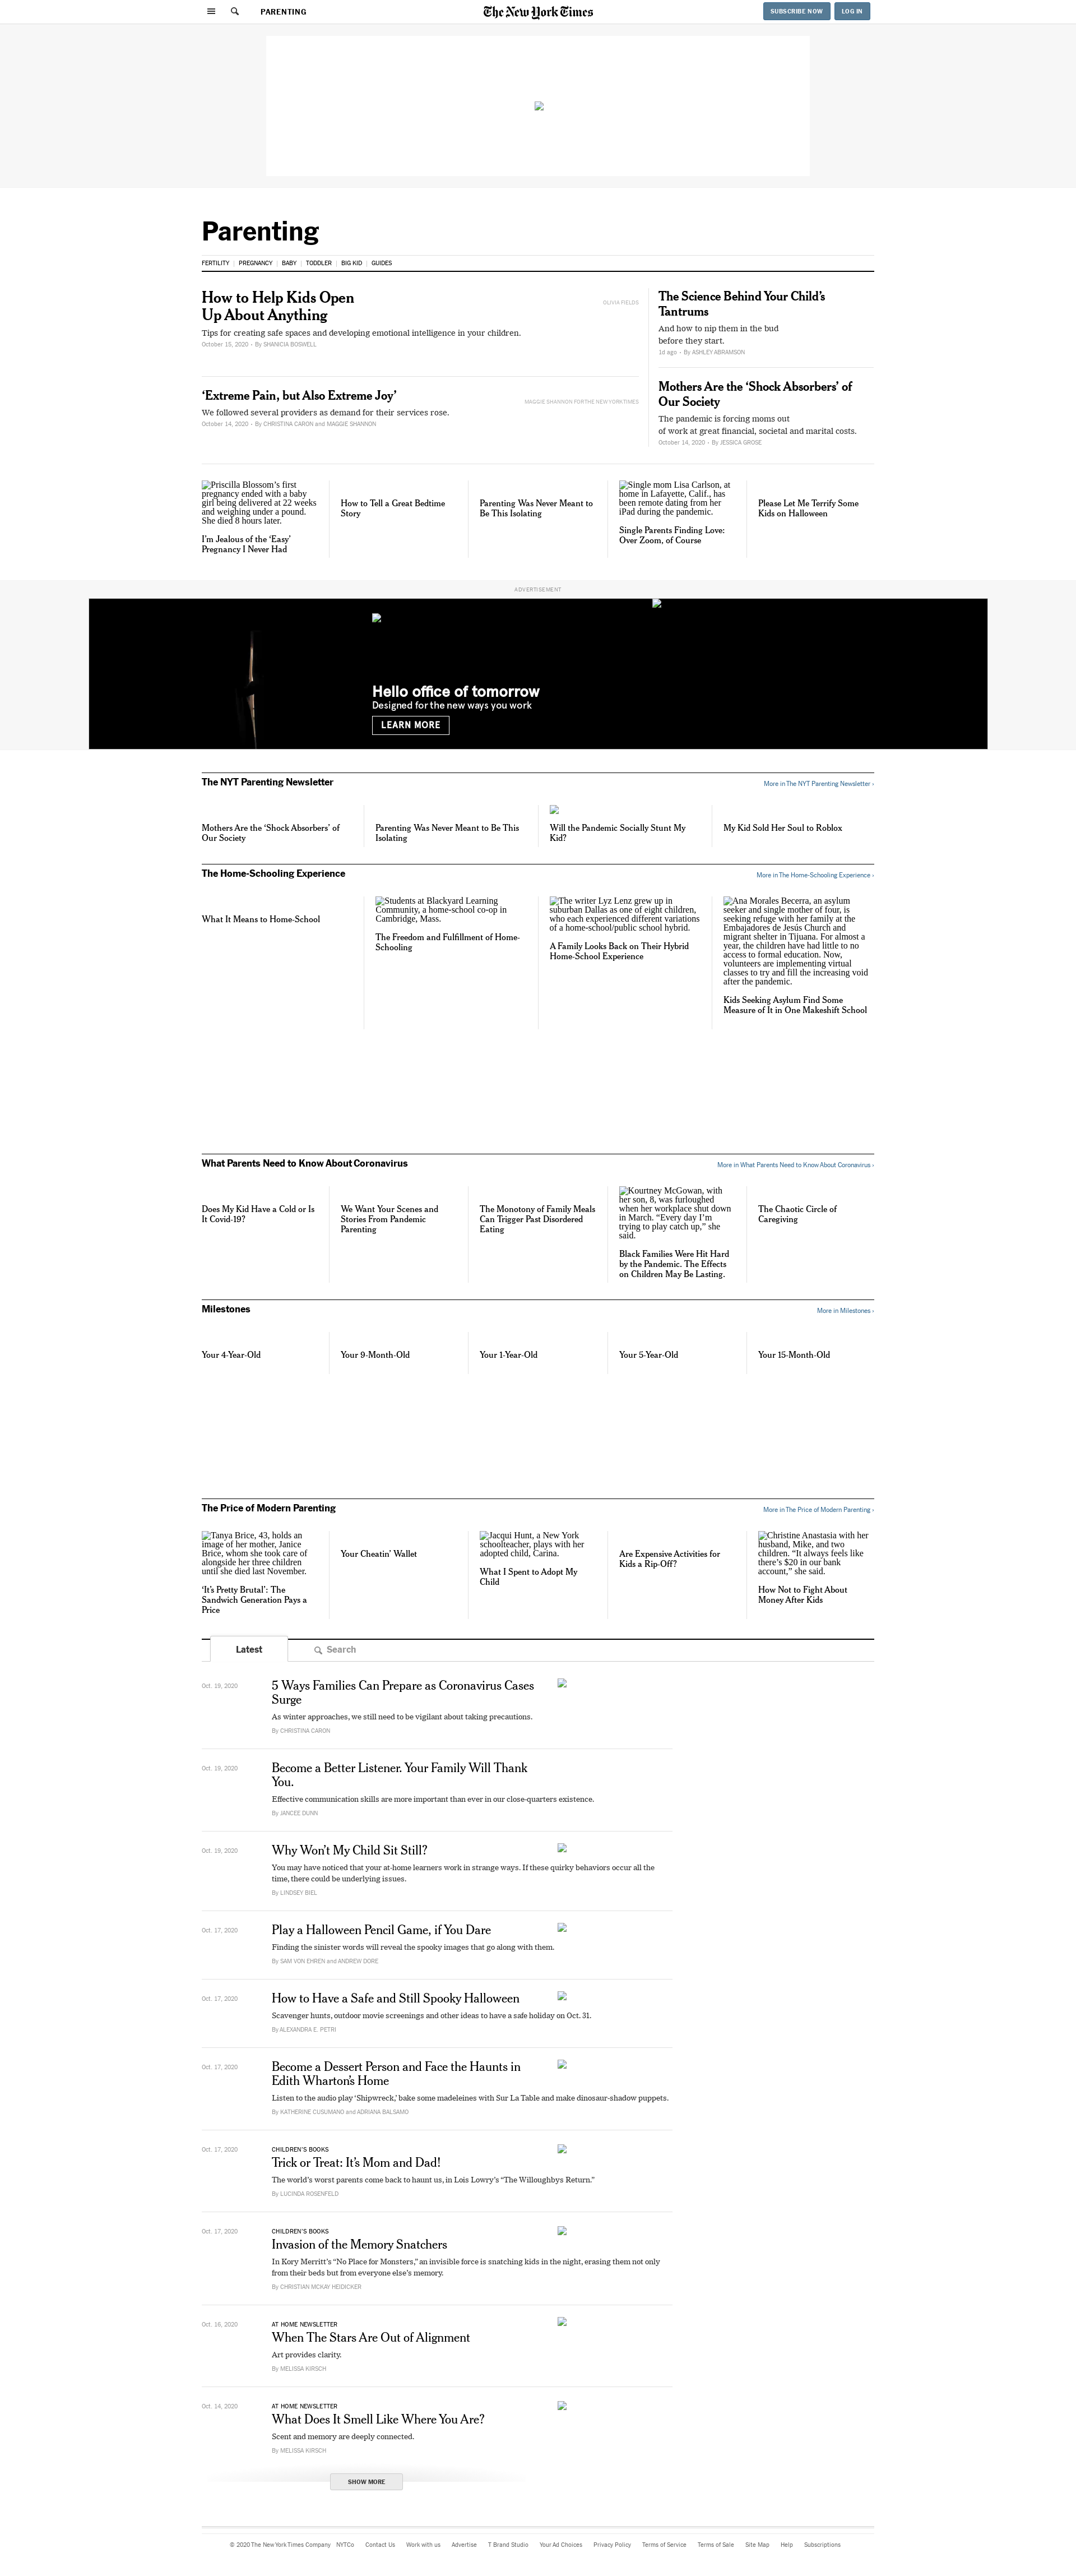 PARENTING
The New York Times
SUBSCRIBE NOW
LOG IN
Parenting
FERTILITY
PREGNANCY
BABY
TODDLER
BIG KID
GUIDES
How to Help Kids Open
Up About Anything
OLIVIA FIELDS
Tips for creating safe spaces and developing emotional intelligence in your children.
October 15, 2020 • By SHANICIA BOSWELL
‘Extreme Pain, but Also Extreme Joy’
MAGGIE SHANNON FOR THE NEW YORK TIMES
We followed several providers as demand for their services rose.
October 14, 2020 • By CHRISTINA CARON and MAGGIE SHANNON
The Science Behind Your Child’s
Tantrums
And how to nip them in the bud
before they start.
1d ago • By ASHLEY ABRAMSON
Mothers Are the ‘Shock Absorbers’ of
Our Society
The pandemic is forcing moms out
of work at great financial, societal and marital costs.
October 14, 2020 • By JESSICA GROSE
Priscilla Blossom’s first
pregnancy ended with a baby
girl being delivered at 22 weeks
and weighing under a pound.
She died 8 hours later.
I’m Jealous of the ‘Easy’
Pregnancy I Never Had
How to Tell a Great Bedtime
Story
Parenting Was Never Meant to
Be This Isolating
Single mom Lisa Carlson, at
home in Lafayette, Calif., has
been remote dating from her
iPad during the pandemic.
Single Parents Finding Love:
Over Zoom, of Course
Please Let Me Terrify Some
Kids on Halloween
ADVERTISEMENT
Hello office of tomorrow
Designed for the new ways you work
LEARN MORE
The NYT Parenting Newsletter
More in The NYT Parenting Newsletter ›
Mothers Are the ‘Shock Absorbers’ of
Our Society
Parenting Was Never Meant to Be This
Isolating
Will the Pandemic Socially Stunt My
Kid?
My Kid Sold Her Soul to Roblox
The Home-Schooling Experience
More in The Home-Schooling Experience ›
What It Means to Home-School
Students at Blackyard Learning
Community, a home-school co-op in
Cambridge, Mass.
The Freedom and Fulfillment of Home-
Schooling
The writer Lyz Lenz grew up in
suburban Dallas as one of eight children,
who each experienced different variations
of a home-school/public school hybrid.
A Family Looks Back on Their Hybrid
Home-School Experience
Ana Morales Becerra, an asylum
seeker and single mother of four, is
seeking refuge with her family at the
Embajadores de Jesús Church and
migrant shelter in Tijuana. For almost a
year, the children have had little to no
access to formal education. Now,
volunteers are implementing virtual
classes to try and fill the increasing void
after the pandemic.
Kids Seeking Asylum Find Some
Measure of It in One Makeshift School
What Parents Need to Know About Coronavirus
More in What Parents Need to Know About Coronavirus ›
Does My Kid Have a Cold or Is
It Covid-19?
We Want Your Scenes and
Stories From Pandemic
Parenting
The Monotony of Family Meals
Can Trigger Past Disordered
Eating
Kourtney McGowan, with
her son, 8, was furloughed
when her workplace shut down
in March. “Every day I’m
trying to play catch up,” she
said.
Black Families Were Hit Hard
by the Pandemic. The Effects
on Children May Be Lasting.
The Chaotic Circle of
Caregiving
Milestones
More in Milestones ›
Your 4-Year-Old
Your 9-Month-Old
Your 1-Year-Old
Your 5-Year-Old
Your 15-Month-Old
The Price of Modern Parenting
More in The Price of Modern Parenting ›
Tanya Brice, 43, holds an
image of her mother, Janice
Brice, whom she took care of
alongside her three children
until she died last November.
‘It’s Pretty Brutal’: The
Sandwich Generation Pays a
Price
Your Cheatin’ Wallet
Jacqui Hunt, a New York
schoolteacher, plays with her
adopted child, Carina.
What I Spent to Adopt My
Child
Are Expensive Activities for
Kids a Rip-Off?
Christine Anastasia with her
husband, Mike, and two
children. “It always feels like
there’s $20 in our bank
account,” she said.
How Not to Fight About
Money After Kids
Latest
Search
Oct. 19, 2020
5 Ways Families Can Prepare as Coronavirus Cases
Surge
As winter approaches, we still need to be vigilant about taking precautions.
By CHRISTINA CARON
Oct. 19, 2020
Become a Better Listener. Your Family Will Thank
You.
Effective communication skills are more important than ever in our close-quarters existence.
By JANCEE DUNN
Oct. 19, 2020
Why Won’t My Child Sit Still?
You may have noticed that your at-home learners work in strange ways. If these quirky behaviors occur all the
time, there could be underlying issues.
By LINDSEY BIEL
Oct. 17, 2020
Play a Halloween Pencil Game, if You Dare
Finding the sinister words will reveal the spooky images that go along with them.
By SAM VON EHREN and ANDREW DORE
Oct. 17, 2020
How to Have a Safe and Still Spooky Halloween
Scavenger hunts, outdoor movie screenings and other ideas to have a safe holiday on Oct. 31.
By ALEXANDRA E. PETRI
Oct. 17, 2020
Become a Dessert Person and Face the Haunts in
Edith Wharton’s Home
Listen to the audio play ‘Shipwreck,’ bake some madeleines with Sur La Table and make dinosaur-shadow puppets.
By KATHERINE CUSUMANO and ADRIANA BALSAMO
Oct. 17, 2020
CHILDREN’S BOOKS
Trick or Treat: It’s Mom and Dad!
The world’s worst parents come back to haunt us, in Lois Lowry’s “The Willoughbys Return.”
By LUCINDA ROSENFELD
Oct. 17, 2020
CHILDREN’S BOOKS
Invasion of the Memory Snatchers
In Kory Merritt’s “No Place for Monsters,” an invisible force is snatching kids in the night, erasing them not only
from their beds but from everyone else’s memory.
By CHRISTIAN MCKAY HEIDICKER
Oct. 16, 2020
AT HOME NEWSLETTER
When The Stars Are Out of Alignment
Art provides clarity.
By MELISSA KIRSCH
Oct. 14, 2020
AT HOME NEWSLETTER
What Does It Smell Like Where You Are?
Scent and memory are deeply connected.
By MELISSA KIRSCH
SHOW MORE
© 2020 The New York Times Company
NYTCo
Contact Us
Work with us
Advertise
T Brand Studio
Your Ad Choices
Privacy Policy
Terms of Service
Terms of Sale
Site Map
Help
Subscriptions